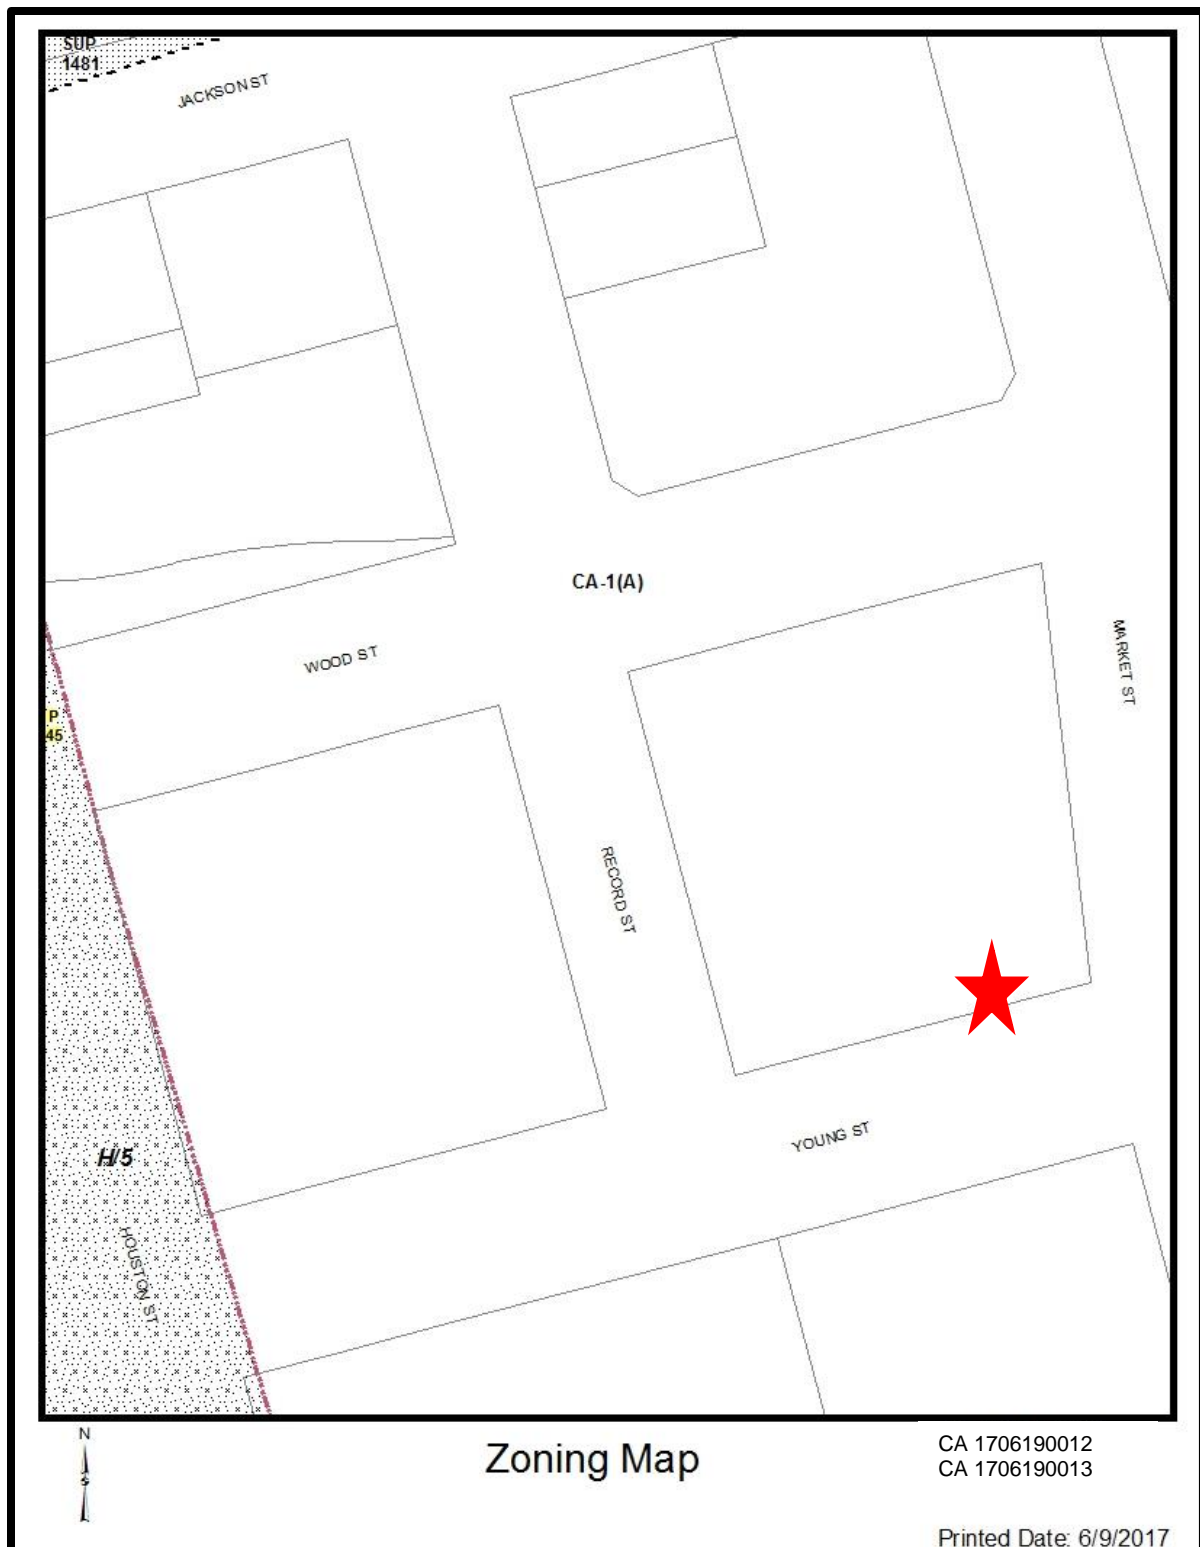 SUP
1481
JACKSON ST
CA-1(A)
MARKET ST
WOOD ST
P
45
RECORD ST
YOUNG ST
H/5
HOUSTON ST
N
S
Zoning Map
CA 1706190012
CA 1706190013
Printed Date: 6/9/2017